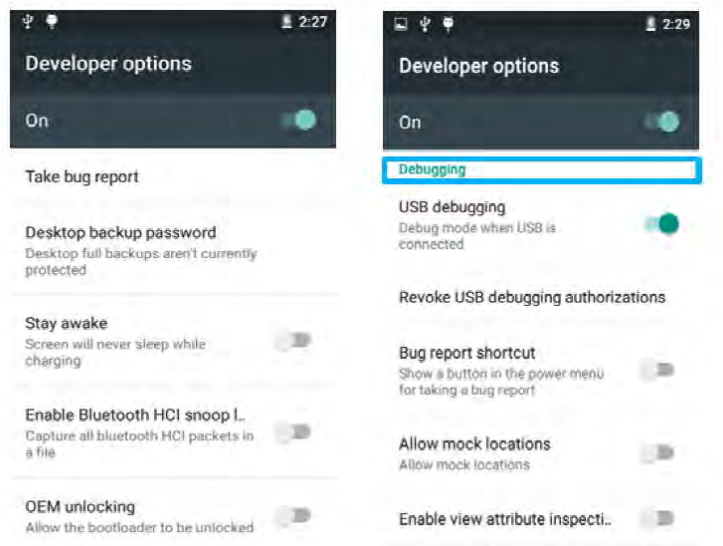 2:27
Developer options
On
Take bug report
Desktop backup password
Desktop full backups aren't currently
protected
Stay awake
Screen will never sleep while
charging
Enable Bluetooth HCI snoop l..
Capture all bluetooth HCI packets in
a file
OEM unlocking
Allow the bootloader to be unlocked
2:29
Developer options
On
Debugging
USB debugging
Debug mode when USB is
connected
Revoke USB debugging authorizations
Bug report shortcut
Show a button in the power menu
for taking a bug report
Allow mock locations
Allow mock locations
Enable view attribute inspecti..